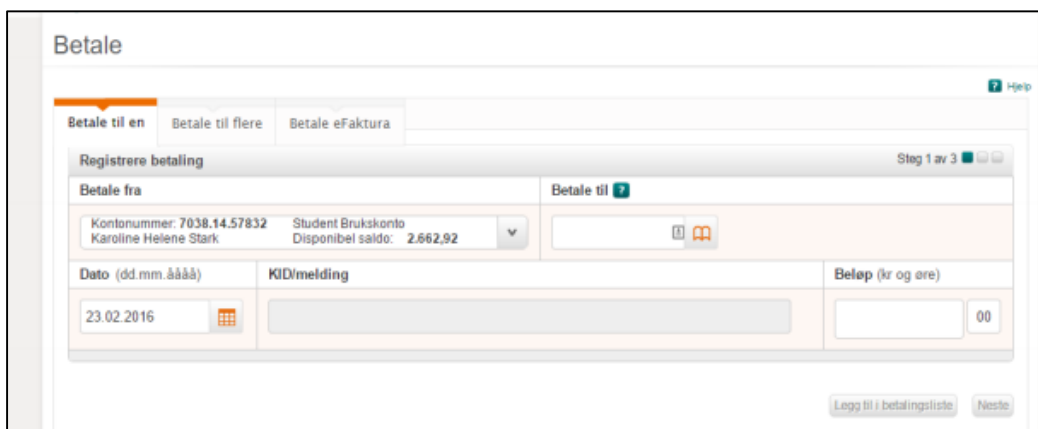 Betale
? Hjelp
Betale til en Betale til flere Betale eFaktura
Registrere betaling Steg 1 av 3
Betale fra Betale til ?
Kontonummer: 7038.14.57832 Student Brukskonto
Karoline Helene Stark Disponibel saldo: 2.662,92
Dato (dd.mm.åååå) KID/melding Beløp (kr og øre)
23.02.2016 00
Legg til i betalingsliste Neste